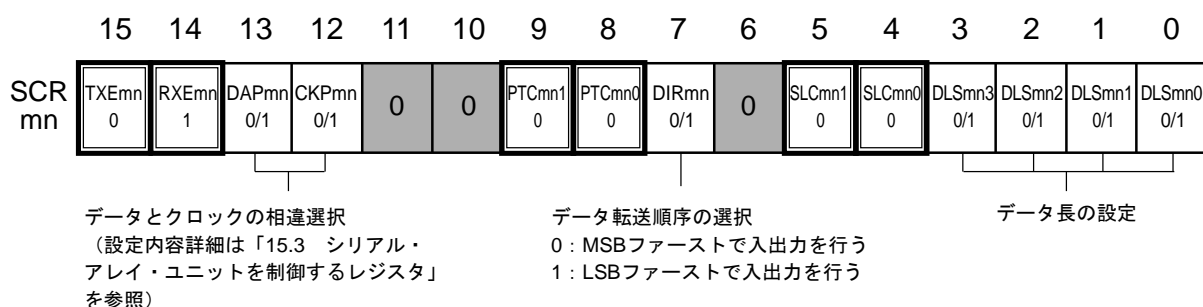 15 14 13 12 11 10 9 8 7 6 5 4 3 2 1 0
SCR
mn
TXEmn RXEmn DAPmn CKPmn 0 0 PTCmn1 PTCmn0 DIRmn 0 SLCmn1 SLCmn0 DLSmn3 DLSmn2 DLSmn1 DLSmn0
0 1 0/1 0/1 0 0 0/1 0 0 0/1 0/1 0/1 0/1
データとクロックの相違選択
（設定内容詳細は「15.3 シリアル・
アレイ・ユニットを制御するレジスタ」
を参照）
データ転送順序の選択
0：MSBファーストで入出力を行う
1：LSBファーストで入出力を行う
データ長の設定